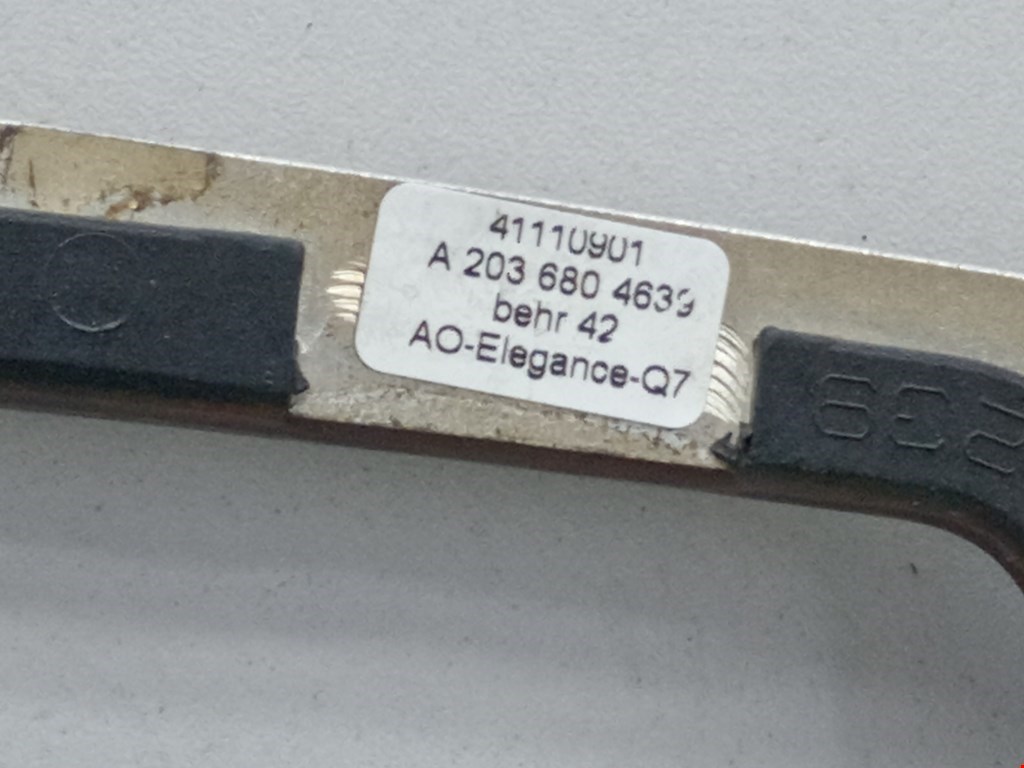 41110901
A 203 680 4639
behr 42
AO-Elegance-Q7